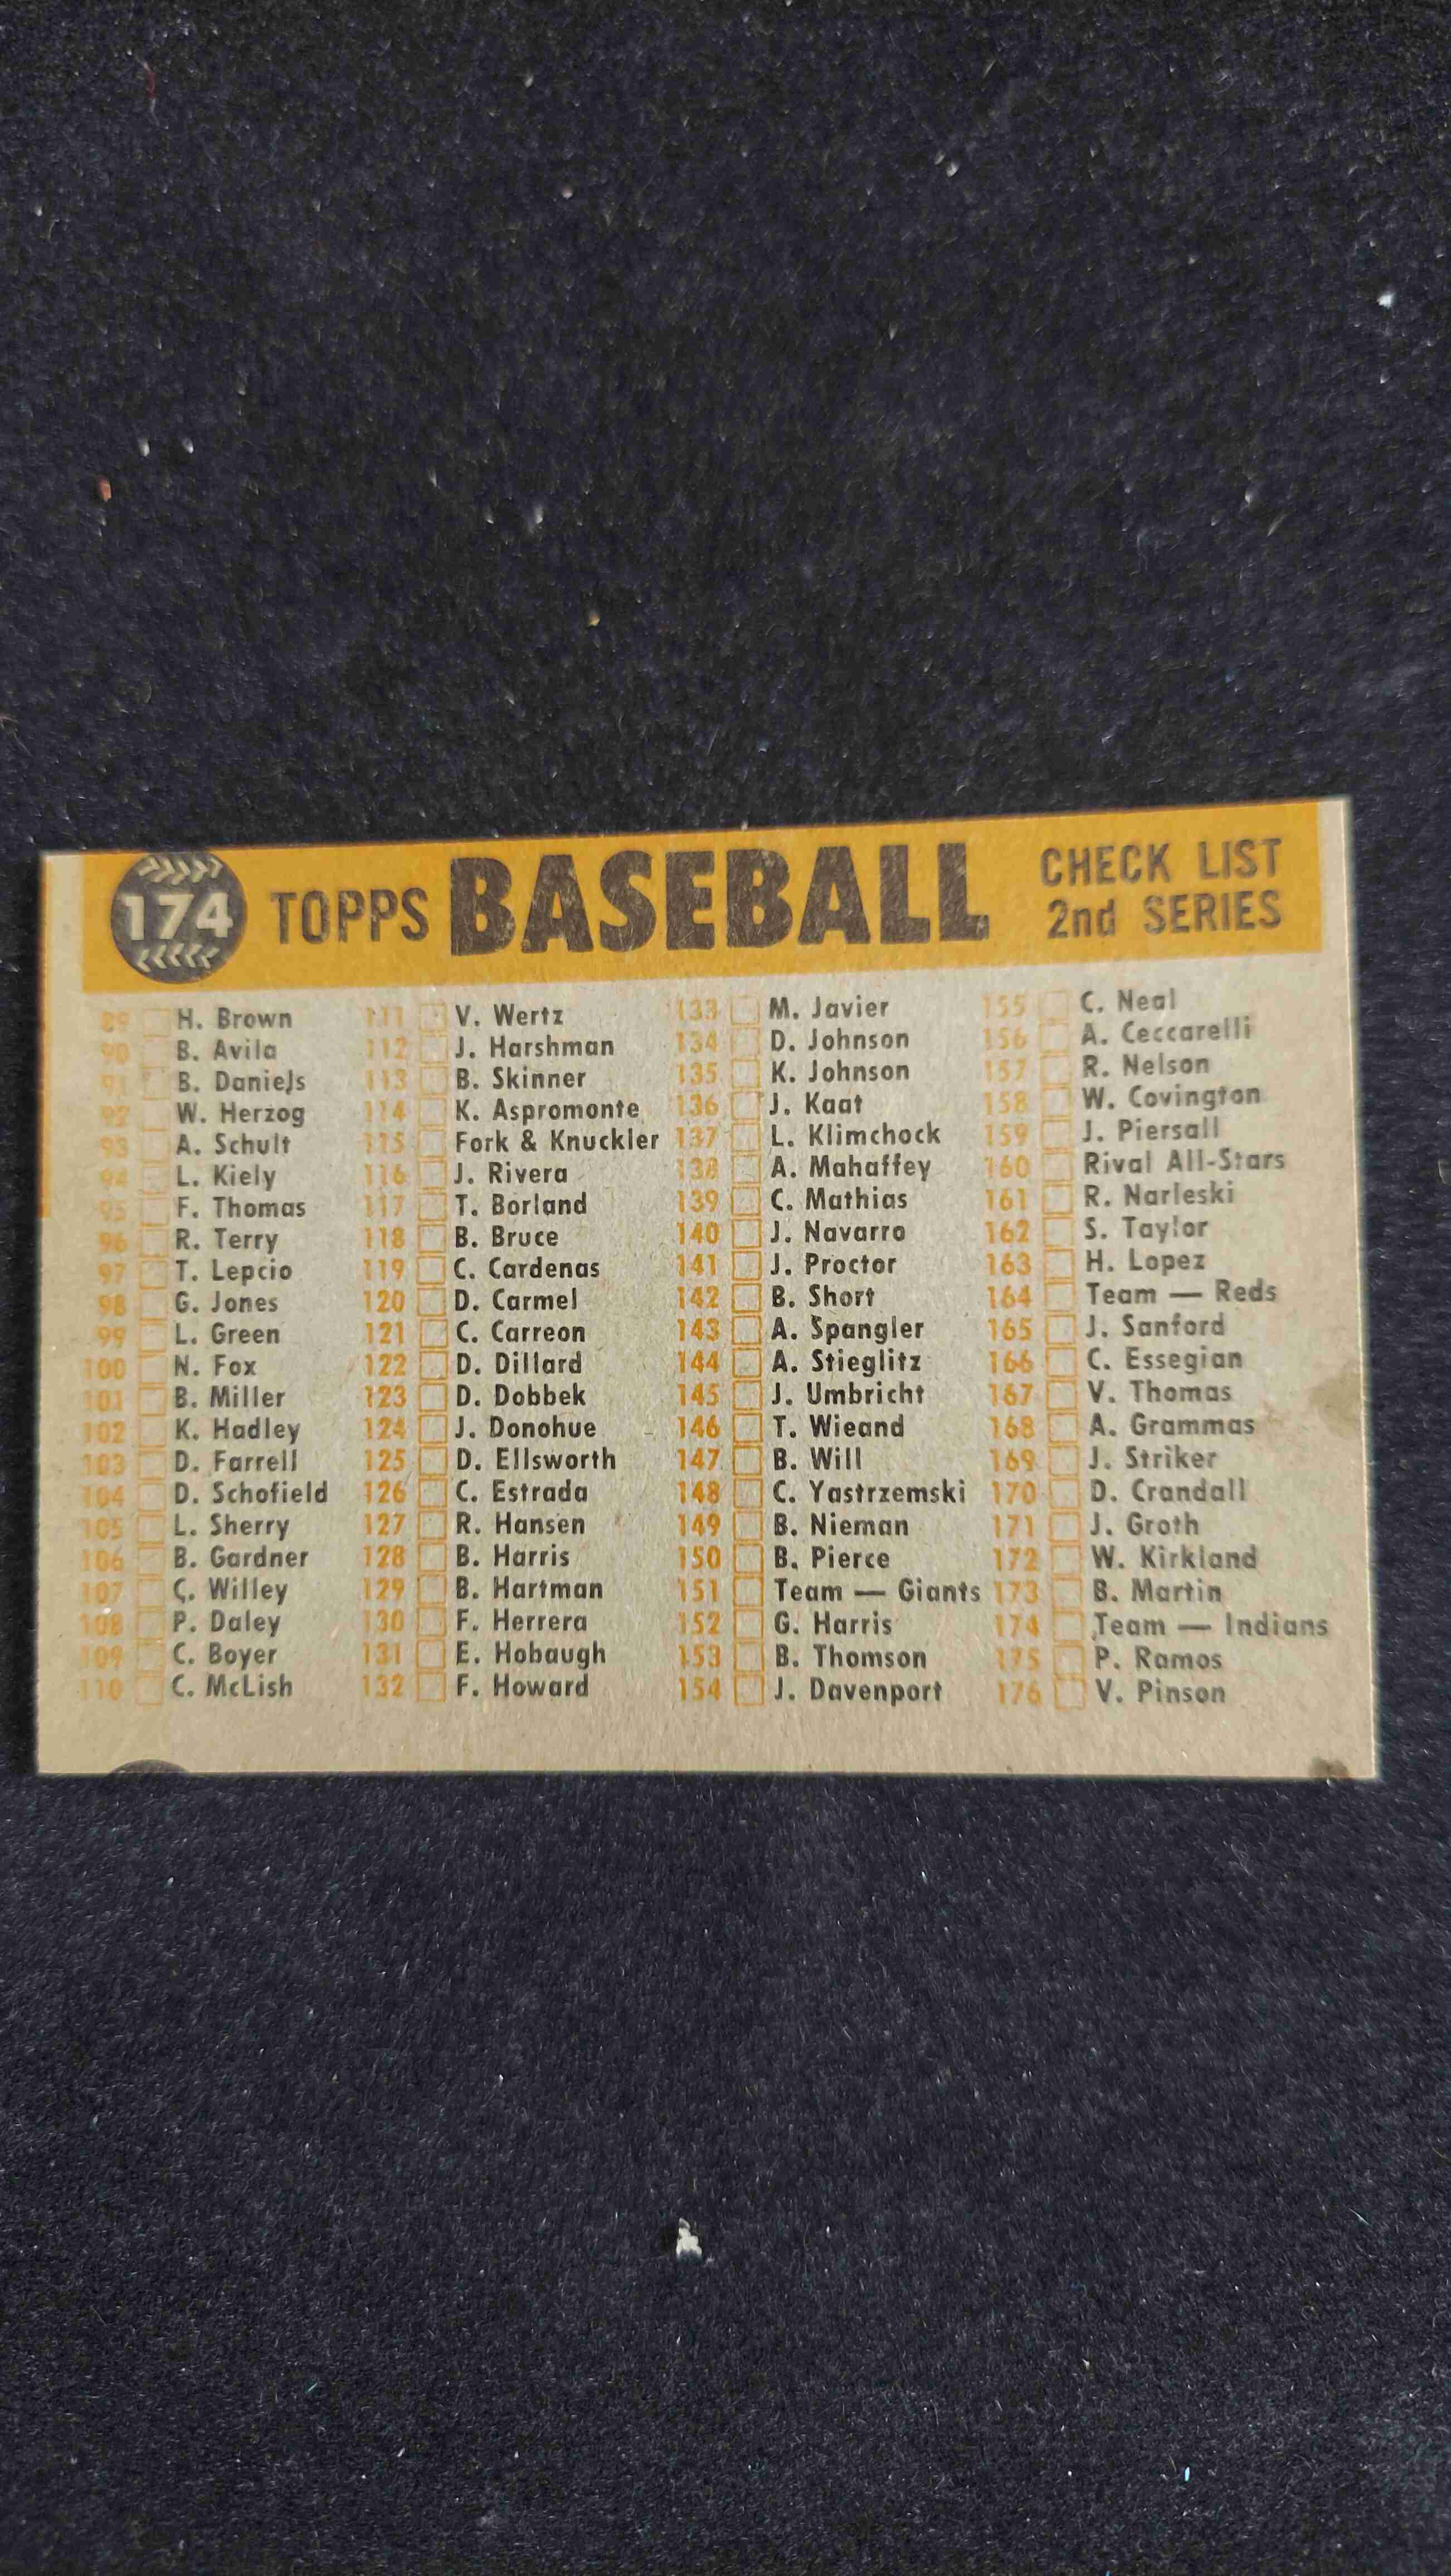 174 TOPPS BASEBALL CHECK LIST
2nd SERIES
89 H. Brown
90 B. Avila
91 B. Daniels
92 W. Herzog
93 A. Schult
94 L. Kiely
95 F. Thomas
96 R. Terry
97 T. Lepcio
98 G. Jones
99 L. Green
100 N. Fox
101 B. Miller
102 K. Hadley
103 D. Farrell
104 D. Schofield
105 L. Sherry
106 B. Gardner
107 C. Willey
108 P. Daley
109 C. Boyer
110 C. McLish
111 V. Wertz
112 J. Harshman
113 B. Skinner
114 K. Aspromonte
115 Fork & Knuckler
116 J. Rivera
117 T. Borland
118 B. Bruce
119 C. Cardenas
120 D. Carmel
121 C. Carreon
122 D. Dillard
123 D. Dobbek
124 J. Donohue
125 D. Ellsworth
126 C. Estrada
127 R. Hansen
128 B. Harris
129 B. Hartman
130 F. Herrera
131 E. Hobaugh
132 F. Howard
133 M. Javier
134 D. Johnson
135 K. Johnson
136 J. Kaat
137 L. Klimchock
138 A. Mahaffey
139 C. Mathias
140 J. Navarro
141 J. Proctor
142 B. Short
143 A. Spangler
144 A. Stieglitz
145 J. Umbricht
146 T. Wieand
147 B. Will
148 C. Yastrzemski
149 B. Nieman
150 B. Pierce
151 Team — Giants
152 G. Harris
153 B. Thomson
154 J. Davenport
155 C. Neal
156 A. Ceccarelli
157 R. Nelson
158 W. Covington
159 J. Piersall
160 Rival All-Stars
161 R. Narleski
162 S. Taylor
163 H. Lopez
164 Team — Reds
165 J. Sanford
166 C. Essegian
167 V. Thomas
168 A. Grammas
169 J. Striker
170 D. Crandall
171 J. Groth
172 W. Kirkland
173 B. Martin
174 Team — Indians
175 P. Ramos
176 V. Pinson